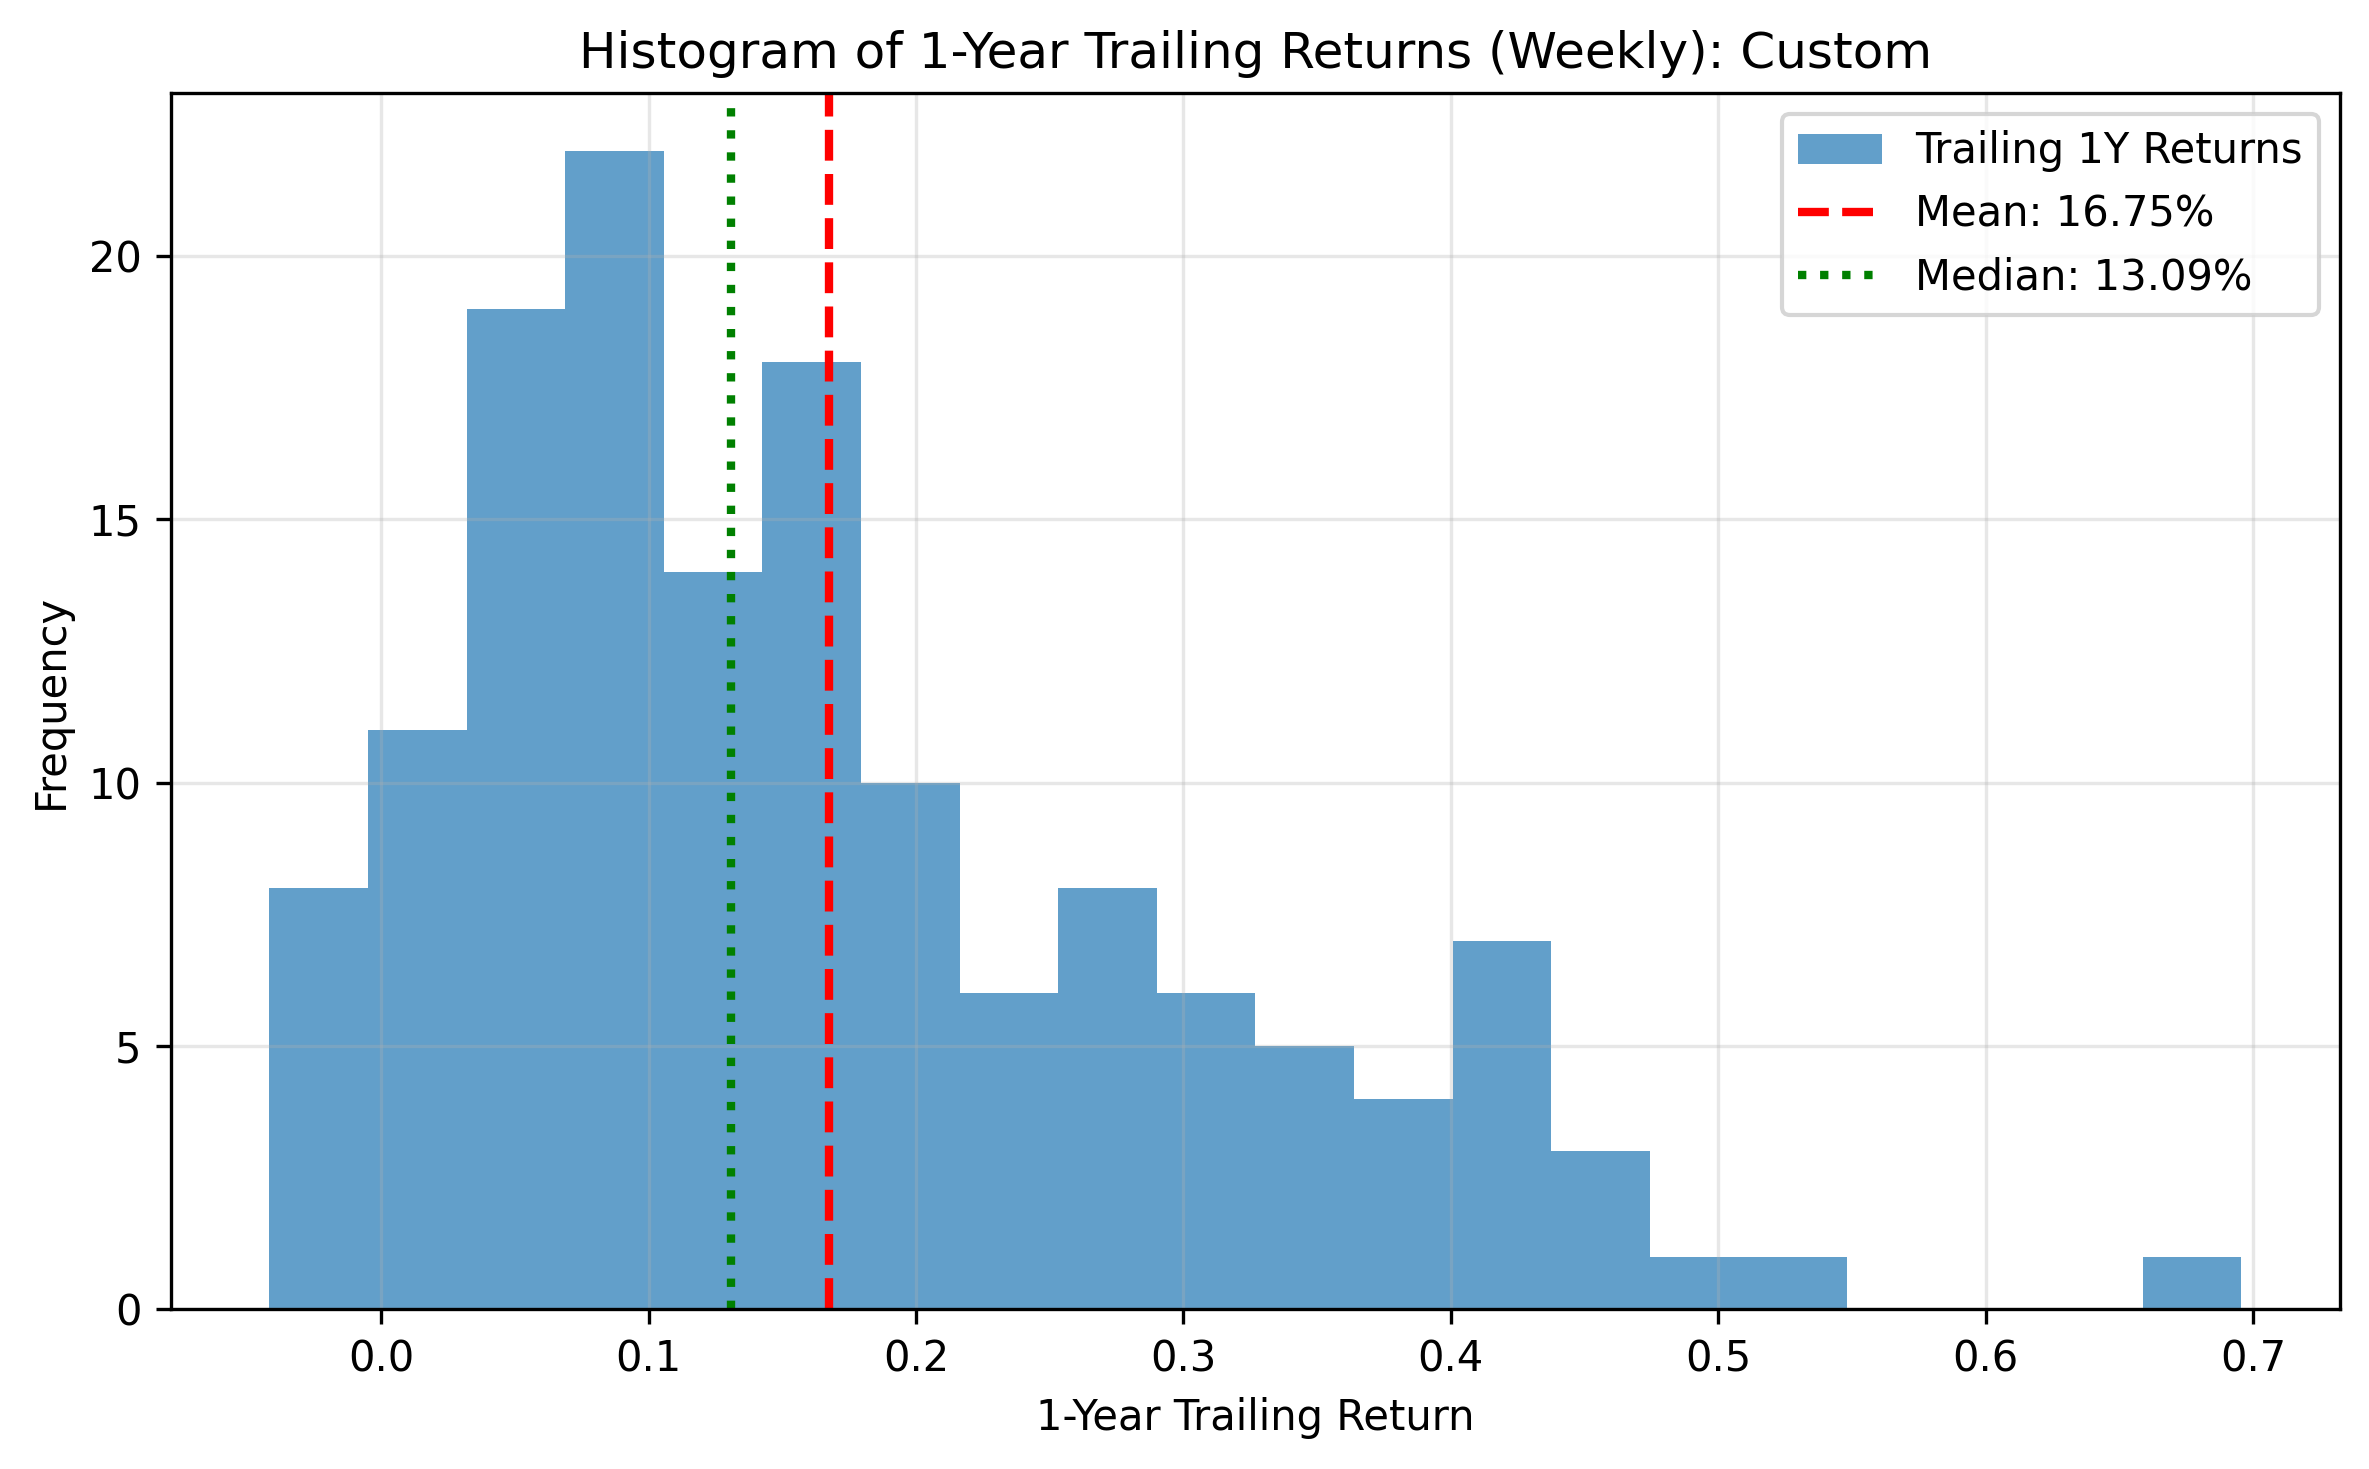 Histogram of 1-Year Trailing Returns (Weekly): Custom
Trailing 1Y Returns
Mean: 16.75%
Median: 13.09%
Frequency
20
15
10
5
0
0.0 0.1 0.2 0.3 0.4 0.5 0.6 0.7
1-Year Trailing Return